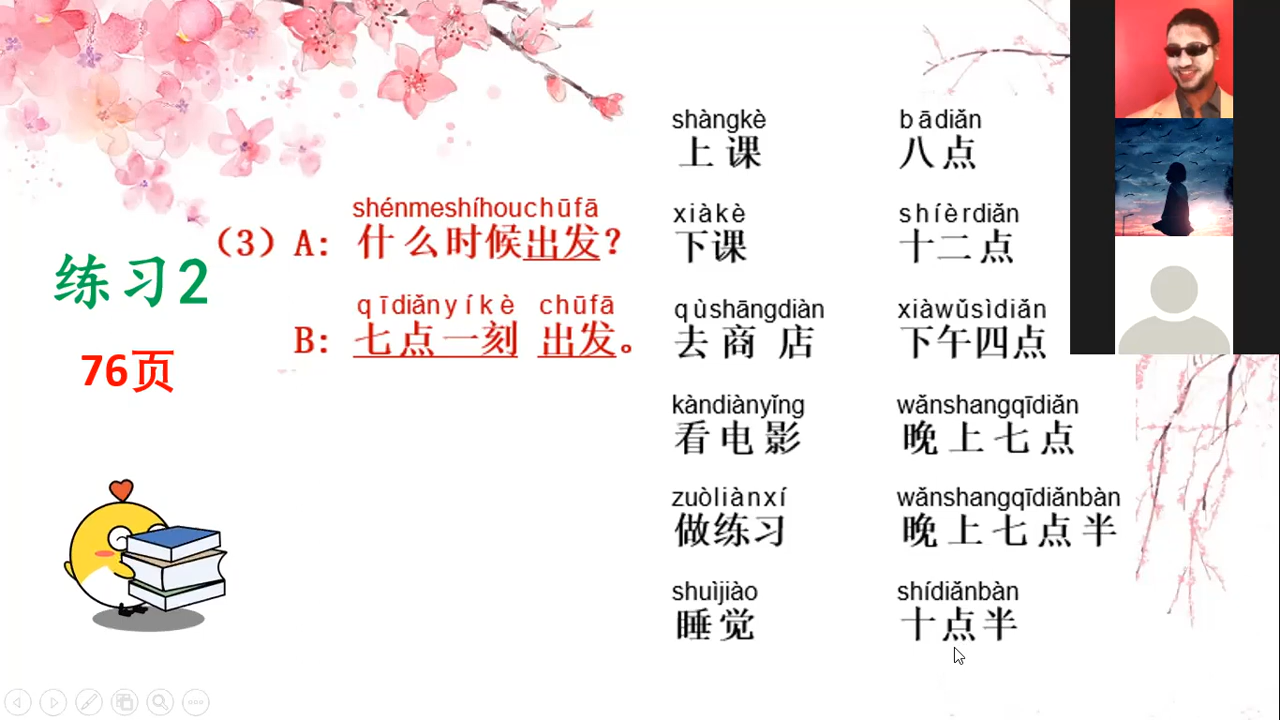 练习2
76页
shénmeshíhouchūfā
（3）A: 什么时候出发？
qīdiǎnyíkè chūfā
B: 七点一刻 出发。
shàngkè bādiǎn
上课 八点
xiàkè shíèrdiǎn
下课 十二点
qùshāngdiàn xiàwǔsìdiǎn
去商店 下午四点
kàndiànyǐng wǎnshangqīdiǎn
看电影 晚上七点
zuòliànxí wǎnshangqīdiǎnbàn
做练习 晚上七点半
shuìjiào shídiǎnbàn
睡觉 十点半